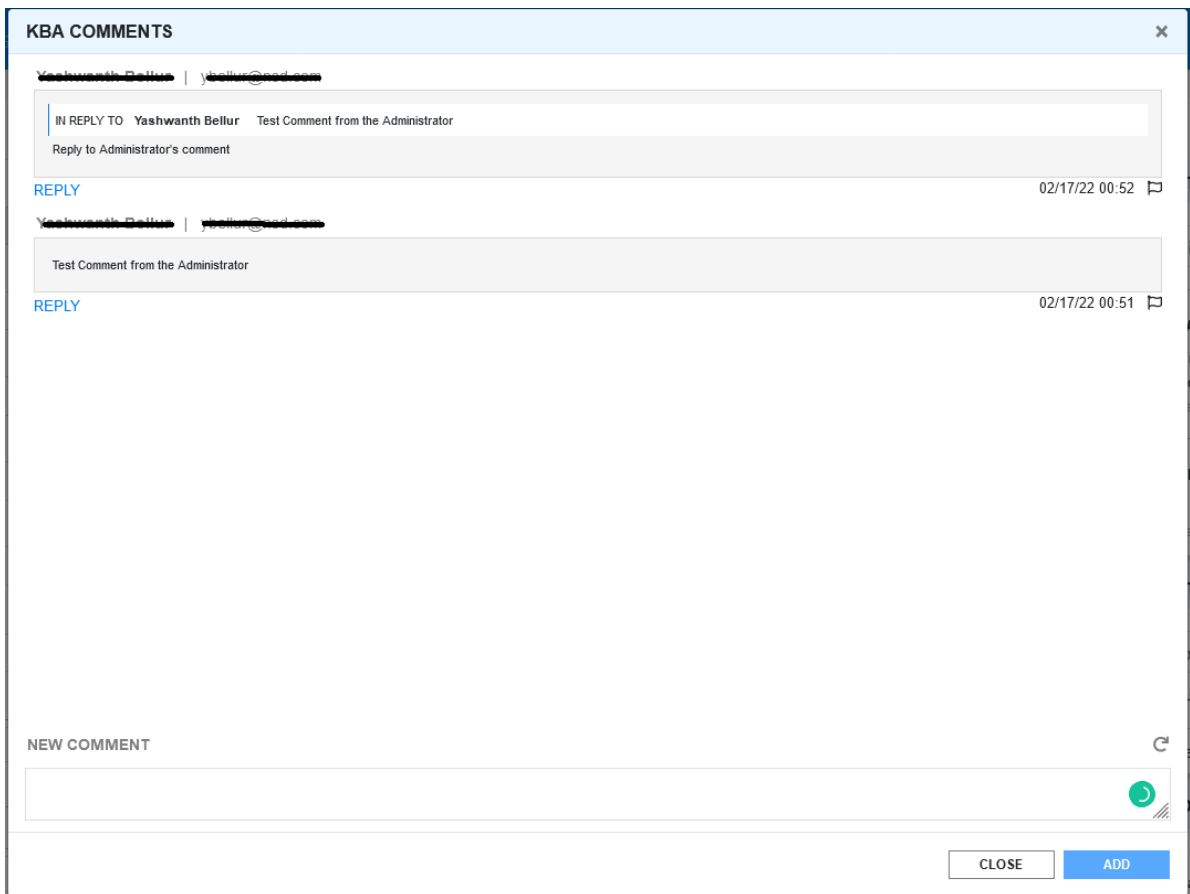 KBA COMMENTS ×
|
IN REPLY TO Yashwanth Bellur Test Comment from the Administrator
Reply to Administrator's comment
REPLY 02/17/22 00:52
|
Test Comment from the Administrator
REPLY 02/17/22 00:51
NEW COMMENT
CLOSE ADD